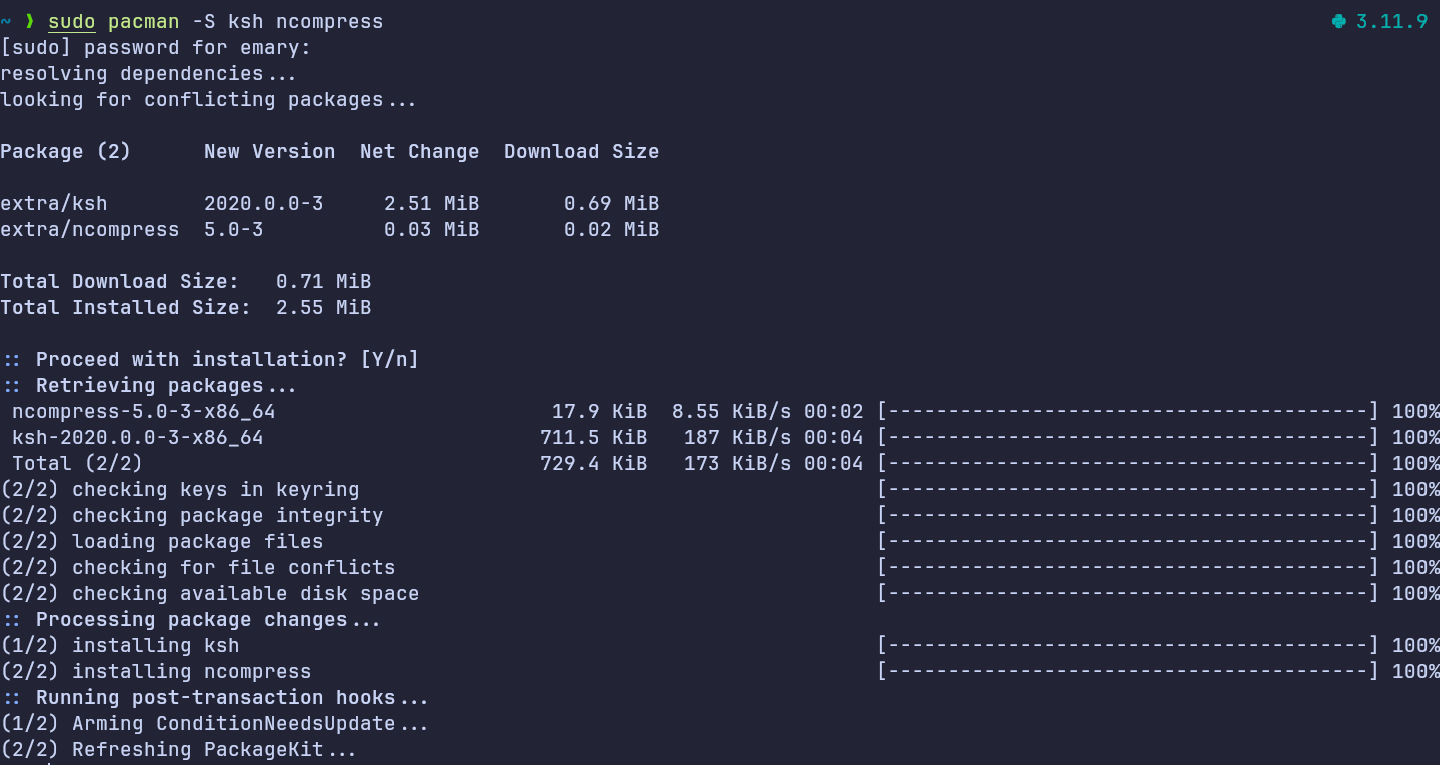 ~ ❯ sudo pacman -S ksh ncompress 3.11.9
[sudo] password for emary:
resolving dependencies...
looking for conflicting packages...
Package (2) New Version Net Change Download Size
extra/ksh 2020.0.0-3 2.51 MiB 0.69 MiB
extra/ncompress 5.0-3 0.03 MiB 0.02 MiB
Total Download Size: 0.71 MiB
Total Installed Size: 2.55 MiB
:: Proceed with installation? [Y/n]
:: Retrieving packages...
ncompress-5.0-3-x86_64 17.9 KiB 8.55 KiB/s 00:02 [----------------------------------------] 100%
ksh-2020.0.0-3-x86_64 711.5 KiB 187 KiB/s 00:04 [----------------------------------------] 100%
Total (2/2) 729.4 KiB 173 KiB/s 00:04 [----------------------------------------] 100%
(2/2) checking keys in keyring [----------------------------------------] 100%
(2/2) checking package integrity [----------------------------------------] 100%
(2/2) loading package files [----------------------------------------] 100%
(2/2) checking for file conflicts [----------------------------------------] 100%
(2/2) checking available disk space [----------------------------------------] 100%
:: Processing package changes...
(1/2) installing ksh [----------------------------------------] 100%
(2/2) installing ncompress [----------------------------------------] 100%
:: Running post-transaction hooks...
(1/2) Arming ConditionNeedsUpdate...
(2/2) Refreshing PackageKit...